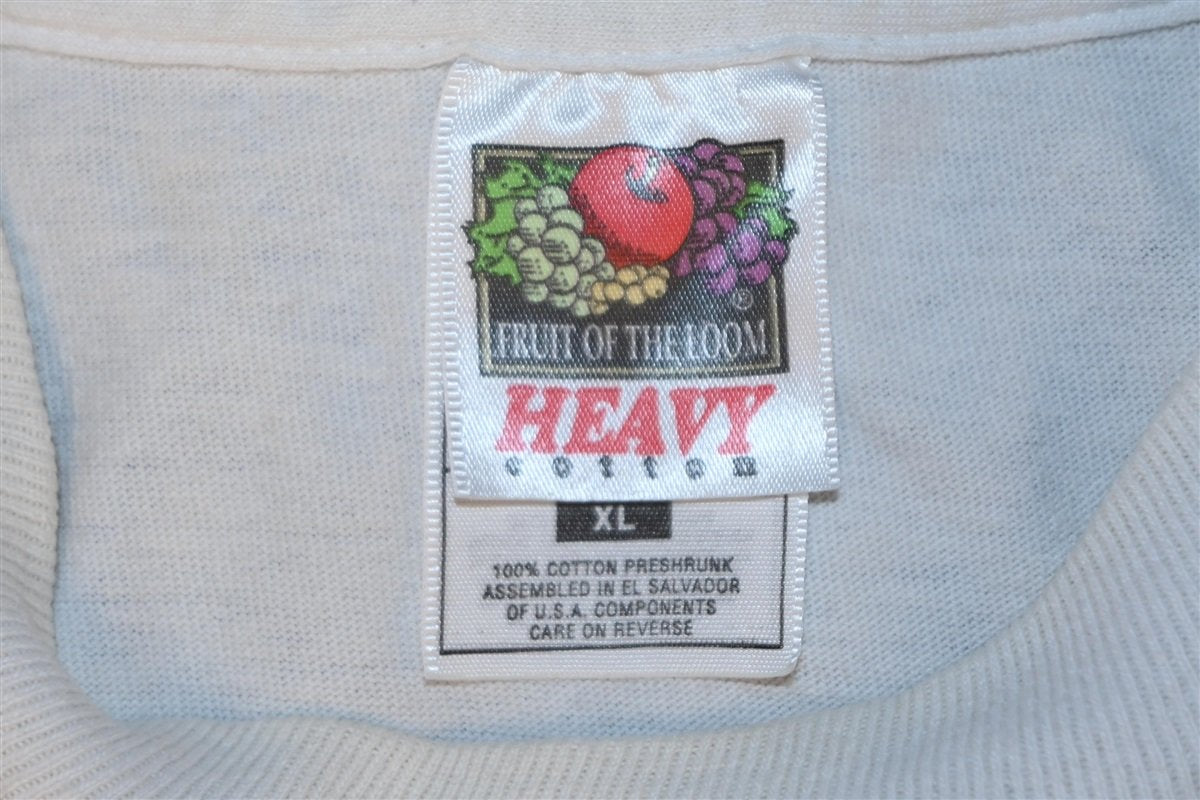 ®
FRUIT OF THE LOOM
HEAVY
cotton
XL
100% COTTON PRESHRUNK
ASSEMBLED IN EL SALVADOR
OF U.S.A. COMPONENTS
CARE ON REVERSE